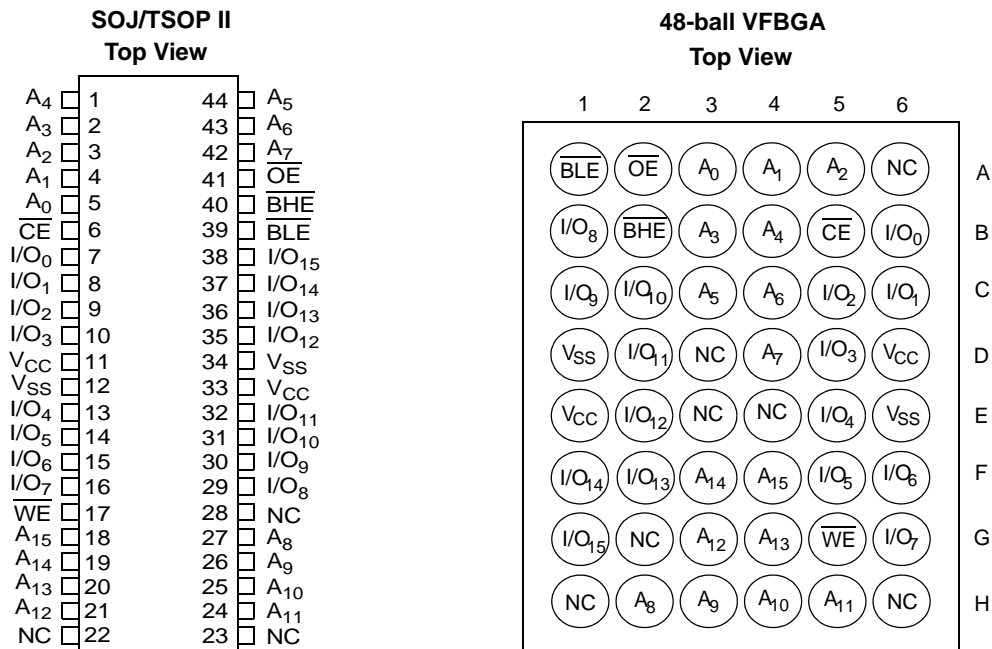 SOJ/TSOP II
Top View
A4 1 44 A5
A3 2 43 A6
A2 3 42 A7
A1 4 41 OE
A0 5 40 BHE
CE 6 39 BLE
I/O0 7 38 I/O15
I/O1 8 37 I/O14
I/O2 9 36 I/O13
I/O3 10 35 I/O12
VCC 11 34 VSS
VSS 12 33 VCC
I/O4 13 32 I/O11
I/O5 14 31 I/O10
I/O6 15 30 I/O9
I/O7 16 29 I/O8
WE 17 28 NC
A15 18 27 A8
A14 19 26 A9
A13 20 25 A10
A12 21 24 A11
NC 22 23 NC
48-ball VFBGA
Top View
1 2 3 4 5 6
BLE OE A0 A1 A2 NC A
I/O8 BHE A3 A4 CE I/O0 B
I/O9 I/O10 A5 A6 I/O2 I/O1 C
VSS I/O11 NC A7 I/O3 VCC D
VCC I/O12 NC NC I/O4 VSS E
I/O14 I/O13 A14 A15 I/O5 I/O6 F
I/O15 NC A12 A13 WE I/O7 G
NC A8 A9 A10 A11 NC H